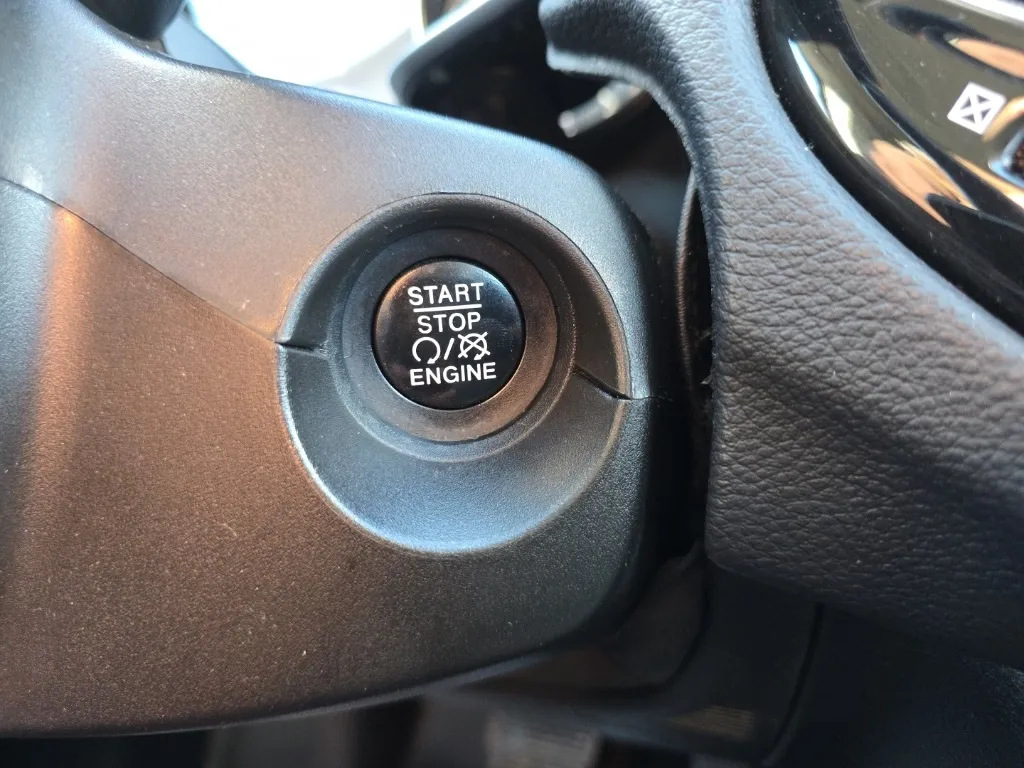 START
STOP
/
ENGINE